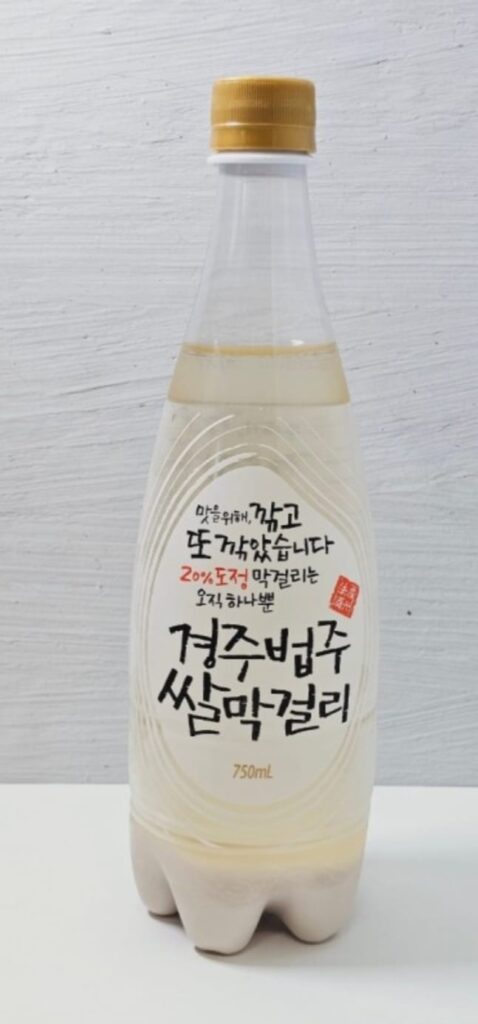 맛을위해, 깎고
또 깎았습니다
20%도정 막걸리는
오직 하나뿐
경주법주
쌀막걸리
750mL